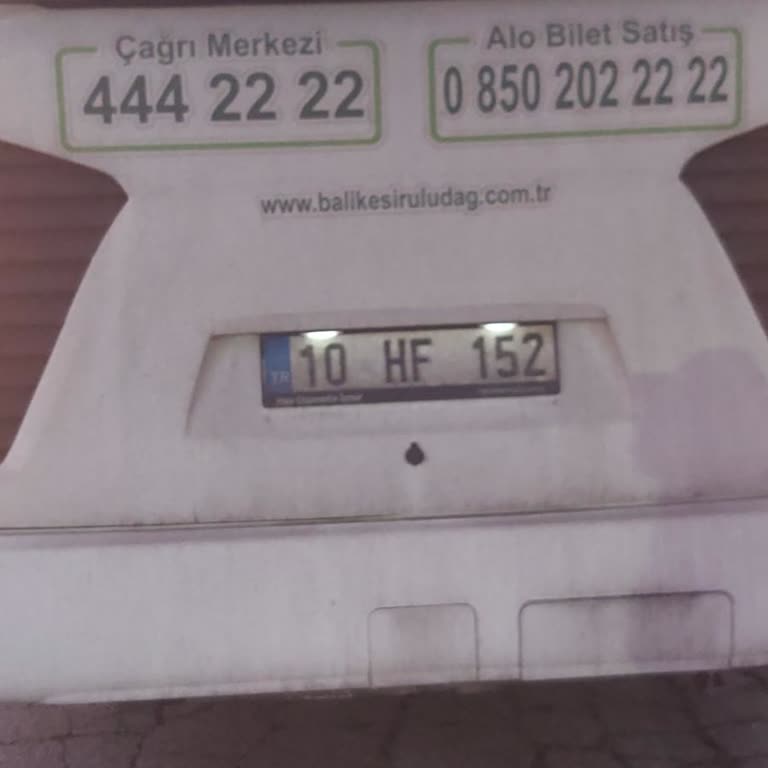 Çağrı Merkezi
444 22 22
Alo Bilet Satış
0 850 202 22 22
www.balikesiruludag.com.tr
TR 10 HF 152